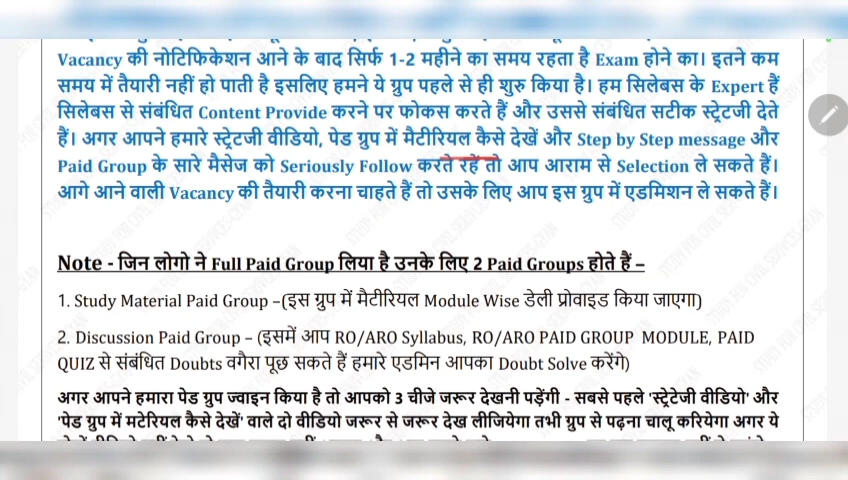 Vacancy की नोटिफिकेशन आने के बाद सिर्फ 1-2 महीने का समय रहता है Exam होने का। इतने कम
समय में तैयारी नहीं हो पाती है इसलिए हमने ये ग्रुप पहले से ही शुरु किया है। हम सिलेबस के Expert हैं
सिलेबस से संबंधित Content Provide करने पर फोकस करते हैं और उससे संबंधित सटीक स्ट्रेटजी देते
हैं। अगर आपने हमारे स्ट्रेटजी वीडियो, पेड ग्रुप में मैटीरियल कैसे देखें और Step by Step message और
Paid Group के सारे मैसेज को Seriously Follow करते रहें तो आप आराम से Selection ले सकते हैं।
आगे आने वाली Vacancy की तैयारी करना चाहते हैं तो उसके लिए आप इस ग्रुप में एडमिशन ले सकते हैं।
Note - जिन लोगो ने Full Paid Group लिया है उनके लिए 2 Paid Groups होते हैं –
1. Study Material Paid Group –(इस ग्रुप में मैटीरियल Module Wise डेली प्रोवाइड किया जाएगा)
2. Discussion Paid Group – (इसमें आप RO/ARO Syllabus, RO/ARO PAID GROUP MODULE, PAID
QUIZ से संबंधित Doubts वगैरा पूछ सकते हैं हमारे एडमिन आपका Doubt Solve करेंगे)
अगर आपने हमारा पेड ग्रुप ज्वाइन किया है तो आपको 3 चीजे जरूर देखनी पड़ेंगी - सबसे पहले 'स्ट्रेटेजी वीडियो' और
'पेड ग्रुप में मटेरियल कैसे देखें' वाले दो वीडियो जरूर से जरूर देख लीजियेगा तभी ग्रुप से पढ़ना चालू करियेगा अगर ये